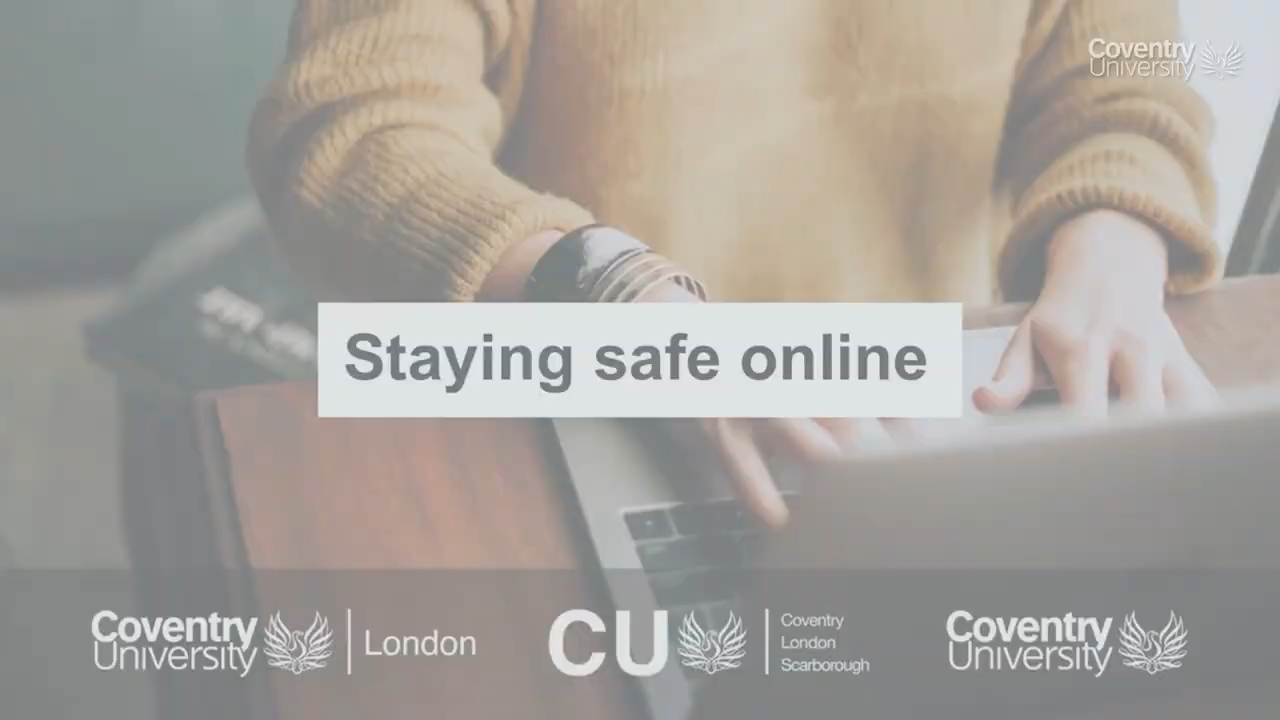 Coventry
University
Staying safe online
Coventry
University
London
CU
Coventry
London
Scarborough
Coventry
University